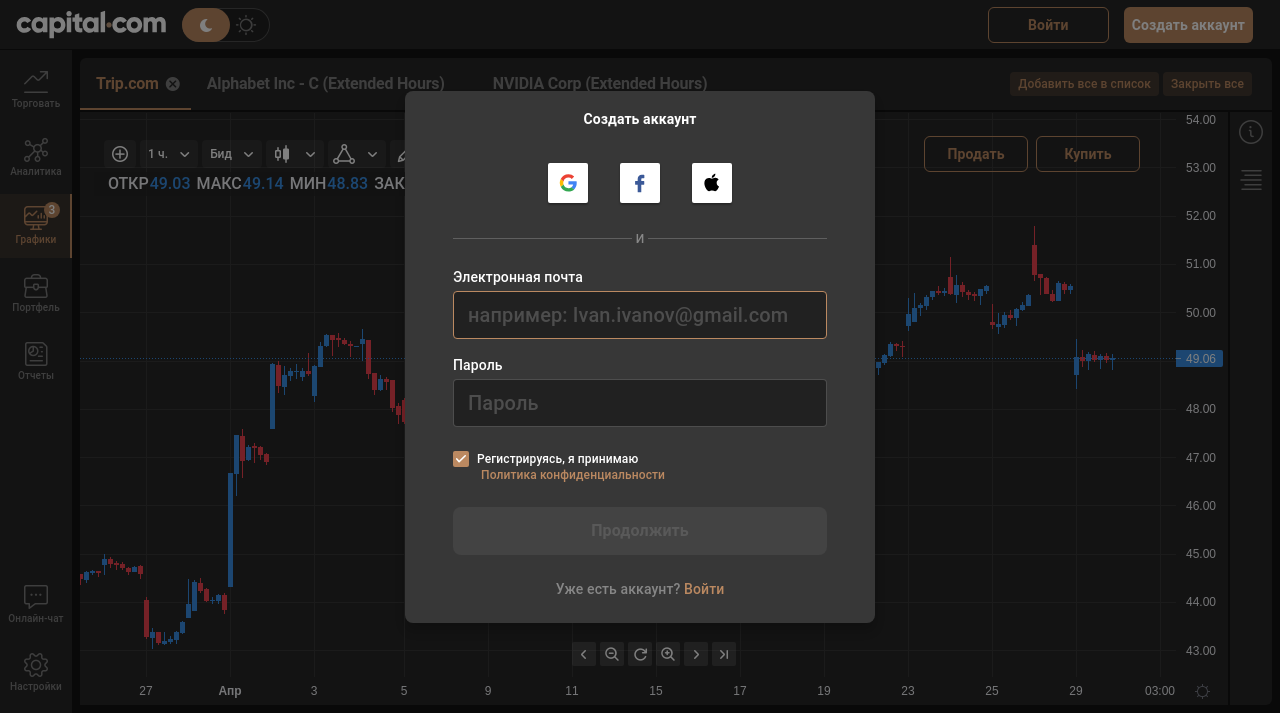 capital.com
Войти
Создать аккаунт
Trip.com
Alphabet Inc - C (Extended Hours)
NVIDIA Corp (Extended Hours)
Добавить все в список
Закрыть все
Торговать
Аналитика
3
Графики
Портфель
Отчеты
Онлайн-чат
Настройки
1 ч.
Бид
ОТКР49.03 МАКС49.14 МИН48.83 ЗАК
Продать
Купить
Создать аккаунт
И
Электронная почта
например: Ivan.ivanov@gmail.com
Пароль
Пароль
Регистрируясь, я принимаю
Политика конфиденциальности
Продолжить
Уже есть аккаунт? Войти
54.00
53.00
52.00
51.00
50.00
49.06
48.00
47.00
46.00
45.00
44.00
43.00
27
Апр
3
5
9
11
15
17
19
23
25
29
03:00